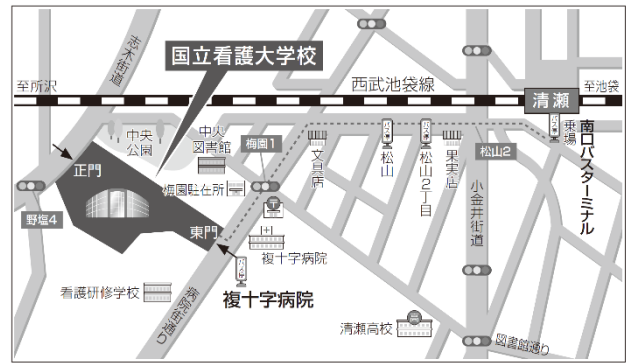 国立看護大学校
志木街道
至所沢
西武池袋線
清瀬
至池袋
中央公園
中央図書館
梅園1
文具店
バス停
松山
バス停
松山2丁目
果実店
松山2
バス停
乗場
南口バスターミナル
正門
梅園駐在所
小金井街道
野塩4
東門
複十字病院
バス停
複十字病院
看護研修学校
病院街通り
清瀬高校
図書館通り